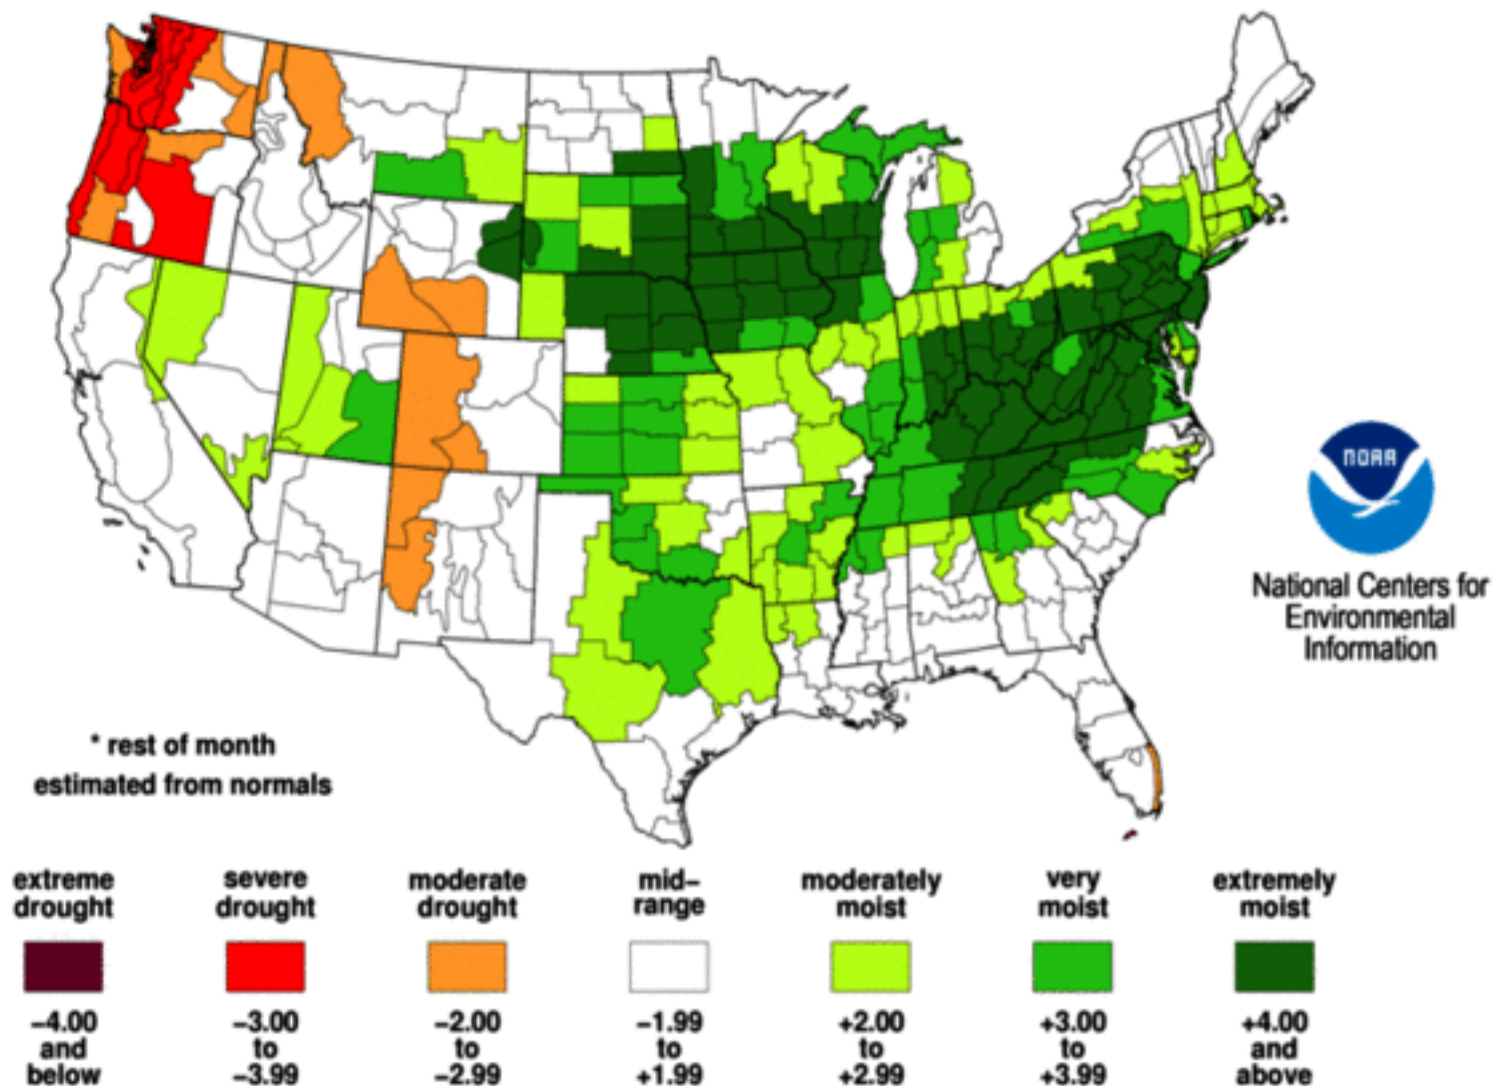 NOAA
National Centers for
Environmental
Information
* rest of month
estimated from normals
extreme drought
severe drought
moderate drought
mid–range
moderately moist
very moist
extremely moist
–4.00 and below
–3.00 to –3.99
–2.00 to –2.99
–1.99 to +1.99
+2.00 to +2.99
+3.00 to +3.99
+4.00 and above